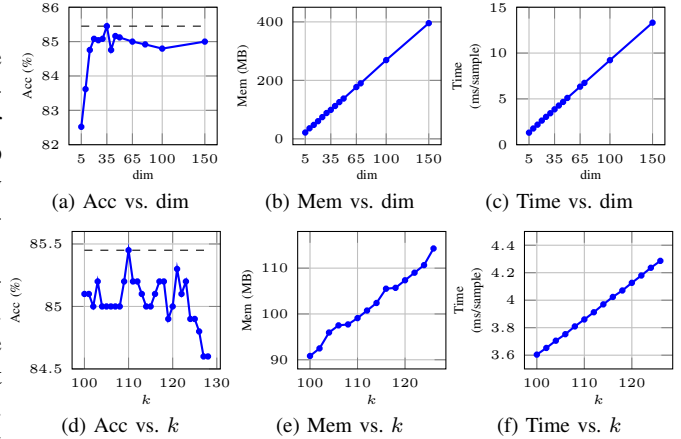 86
85
84
83
82
Acc (%)
5 35 65 100 150
dim
(a) Acc vs. dim
400
200
0
Mem (MB)
5 35 65 100 150
dim
(b) Mem vs. dim
15
10
5
0
Time
(ms/sample)
5 35 65 100 150
dim
(c) Time vs. dim
85.5
85
84.5
Acc (%)
100 110 120 130
k
(d) Acc vs. k
110
100
90
Mem (MB)
100 110 120
k
(e) Mem vs. k
4.4
4.2
4
3.8
3.6
Time
(ms/sample)
100 110 120
k
(f) Time vs. k